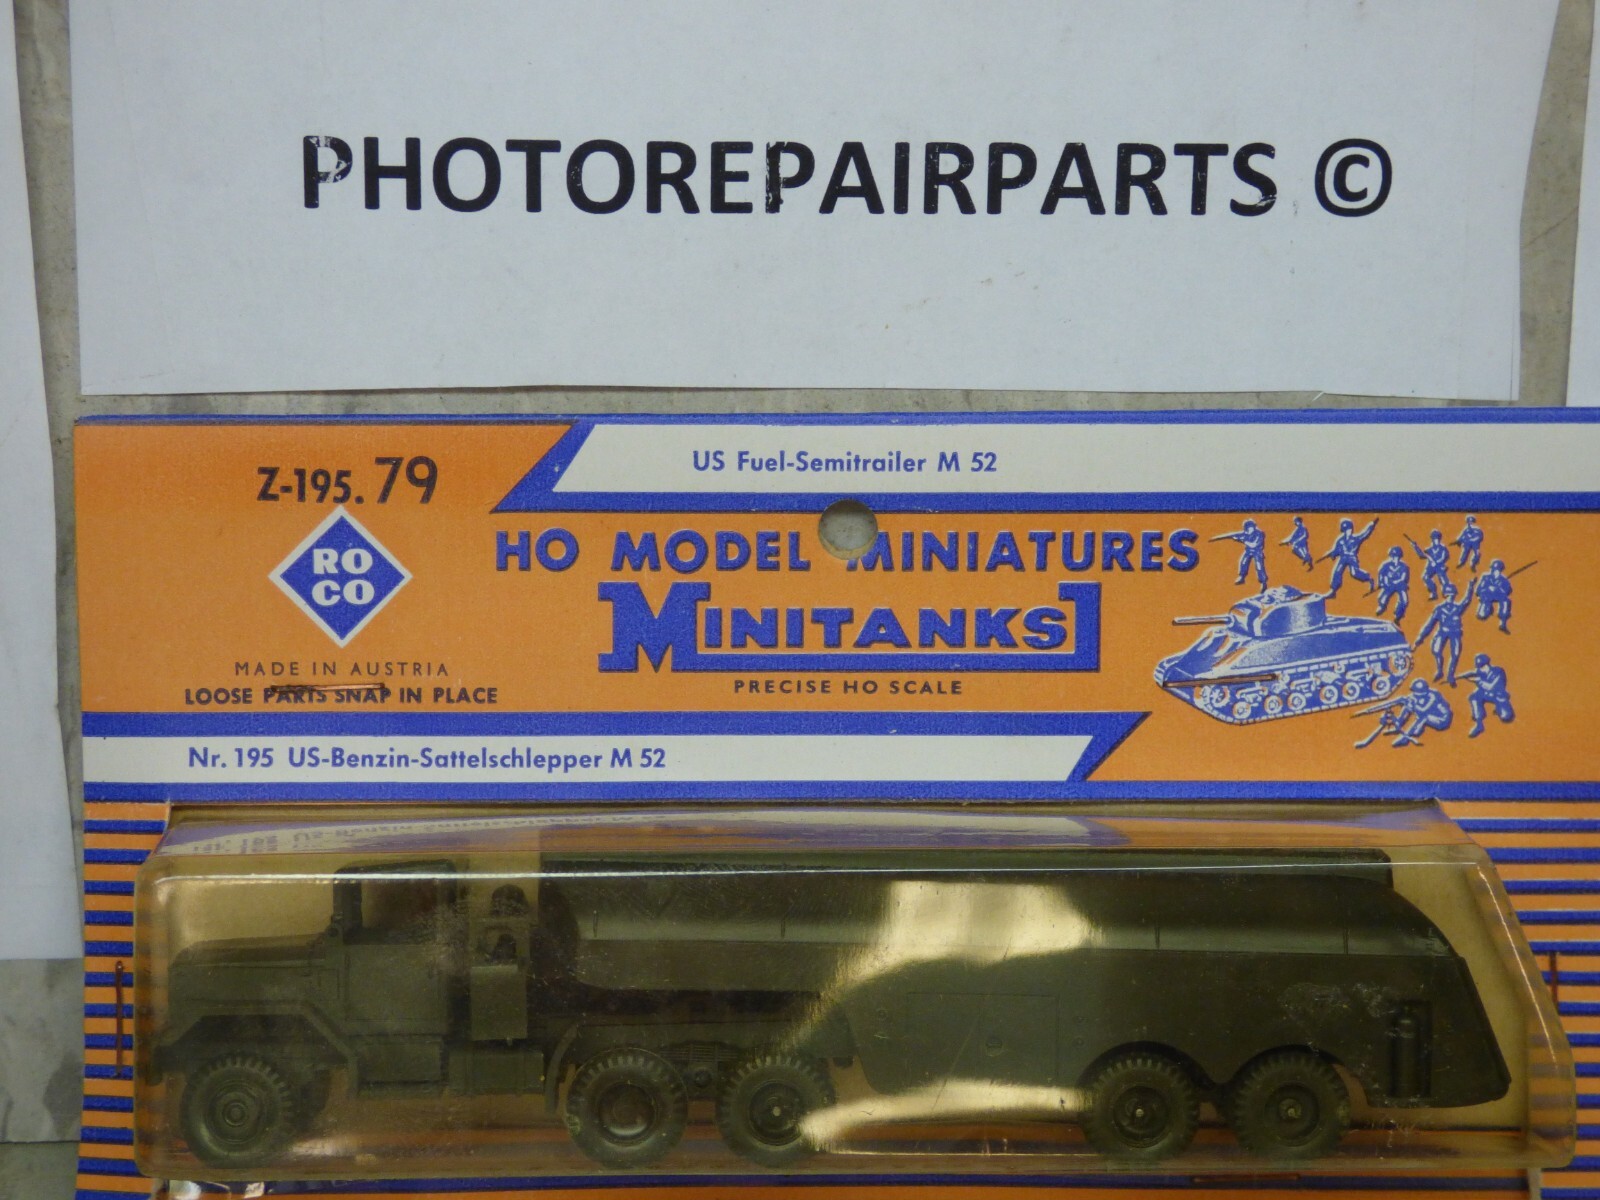 PHOTOREPAIRPARTS ©
US Fuel-Semitrailer M 52
Z-195. 79
RO
CO
HO MODEL MINIATURES
MINITANKS
PRECISE HO SCALE
MADE IN AUSTRIA
LOOSE PARTS SNAP IN PLACE
Nr. 195 US-Benzin-Sattelschlepper M 52